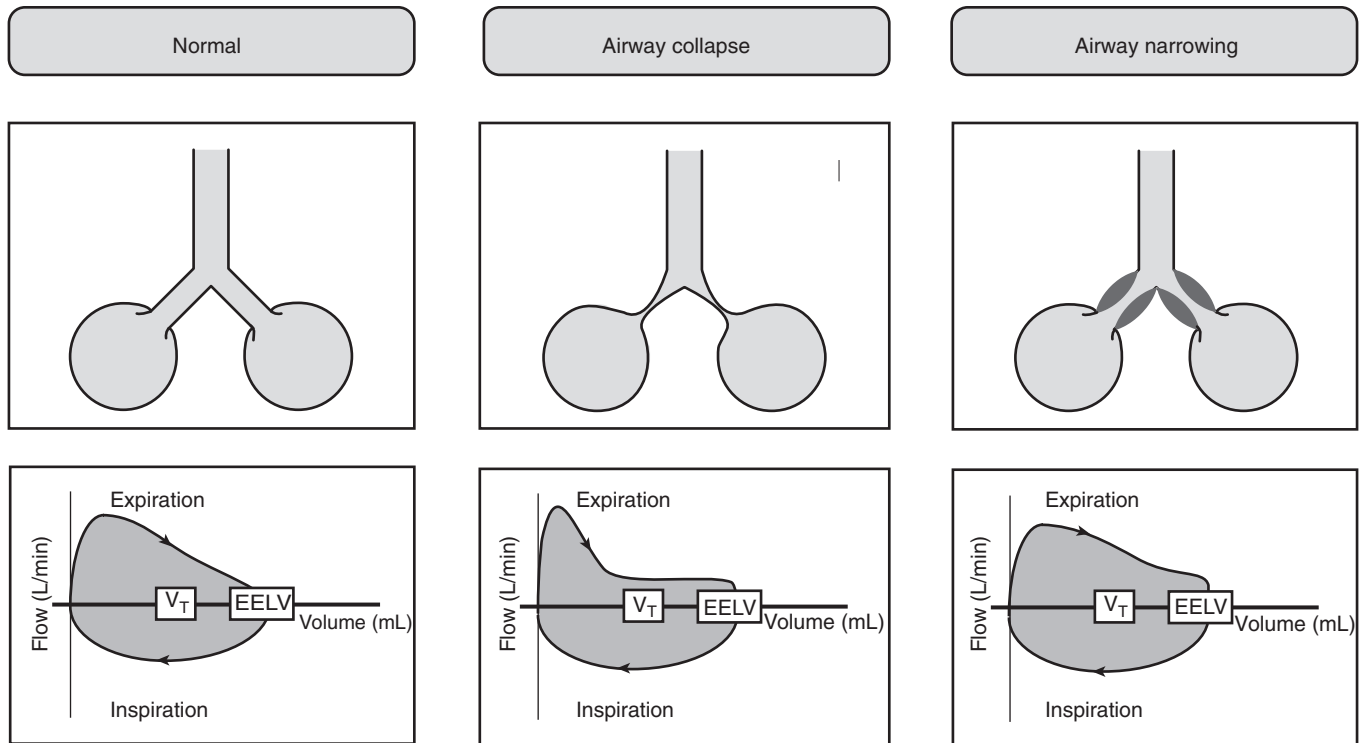 Normal
Airway collapse
Airway narrowing
Expiration
Flow (L/min)
VT
EELV
Volume (mL)
Inspiration
Expiration
Flow (L/min)
VT
EELV
Volume (mL)
Inspiration
Expiration
Flow (L/min)
VT
EELV
Volume (mL)
Inspiration